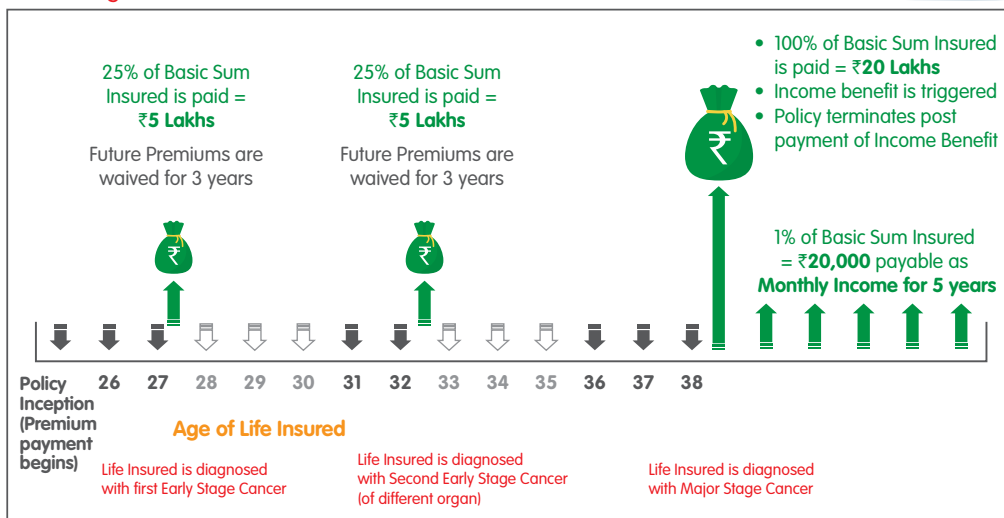 25% of Basic Sum
Insured is paid =
₹5 Lakhs
Future Premiums are
waived for 3 years
25% of Basic Sum
Insured is paid =
₹5 Lakhs
Future Premiums are
waived for 3 years
• 100% of Basic Sum Insured
is paid = ₹20 Lakhs
• Income benefit is triggered
• Policy terminates post
payment of Income Benefit
₹
₹
₹
1% of Basic Sum Insured
= ₹20,000 payable as
Monthly Income for 5 years
Policy
Inception
(Premium
payment
begins)
26 27 28 29 30 31 32 33 34 35 36 37 38
Age of Life Insured
Life Insured is diagnosed
with first Early Stage Cancer
Life Insured is diagnosed
with Second Early Stage Cancer
(of different organ)
Life Insured is diagnosed
with Major Stage Cancer